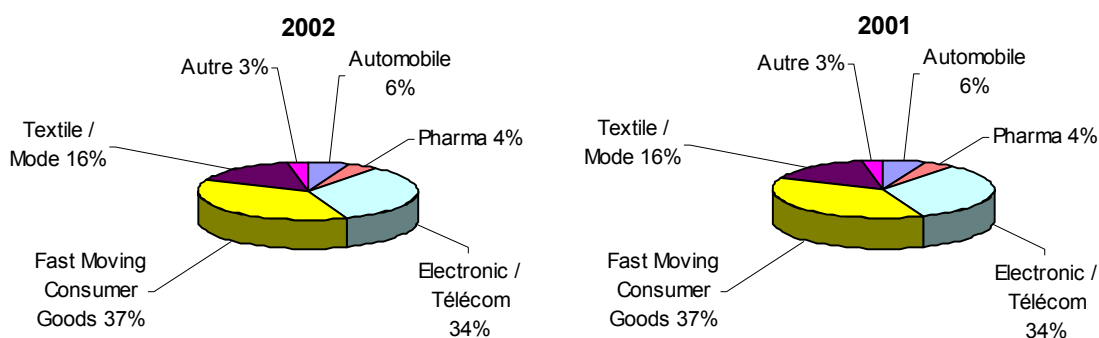 2002
Autre 3%
Automobile
6%
Textile /
Mode 16%
Pharma 4%
Fast Moving
Consumer
Goods 37%
Electronic /
Télécom
34%
2001
Autre 3%
Automobile
6%
Textile /
Mode 16%
Pharma 4%
Fast Moving
Consumer
Goods 37%
Electronic /
Télécom
34%